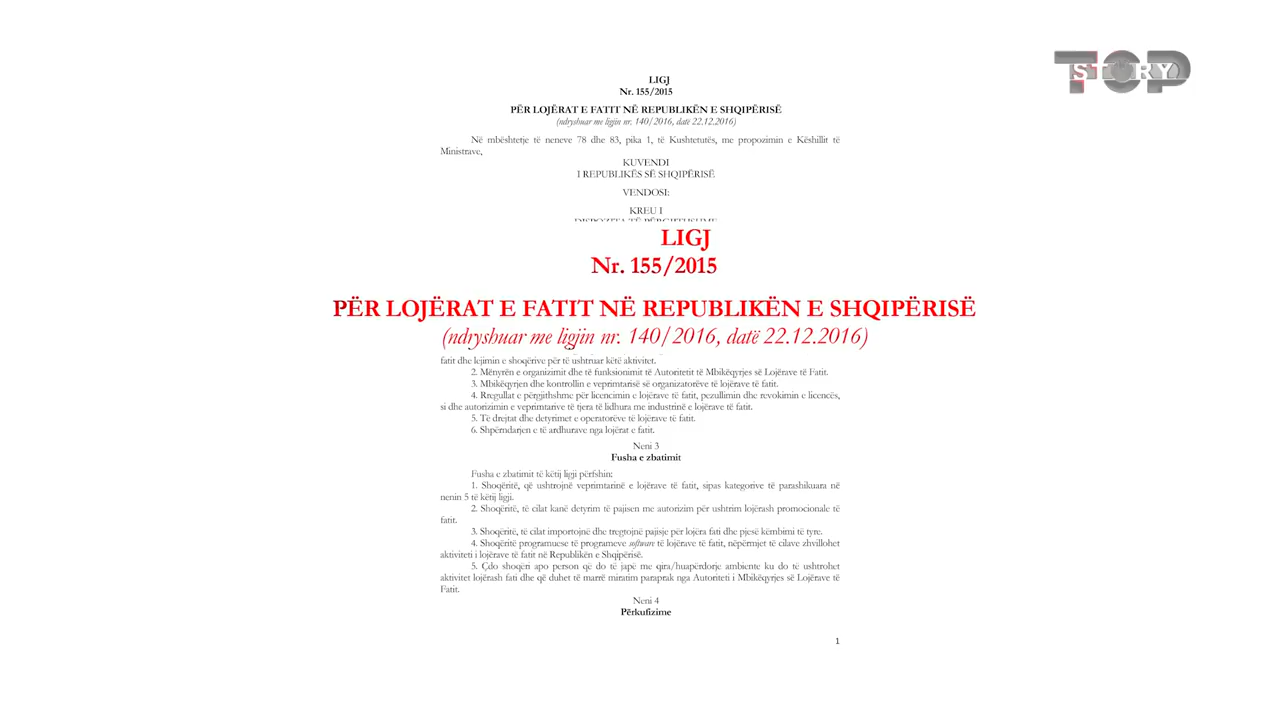 TOP STORY
LIGJ
Nr. 155/2015
PËR LOJËRAT E FATIT NË REPUBLIKËN E SHQIPËRISË
(ndryshuar me ligjin nr. 140/2016, datë 22.12.2016)
Në mbështetje të neneve 78 dhe 83, pika 1, të Kushtetutës, me propozimin e Këshillit të
Ministrave,
KUVENDI
I REPUBLIKËS SË SHQIPËRISË
VENDOSI:
KREU I
DISPOZITA TË PËRGJITHSHME
LIGJ
Nr. 155/2015
PËR LOJËRAT E FATIT NË REPUBLIKËN E SHQIPËRISË
(ndryshuar me ligjin nr. 140/2016, datë 22.12.2016)
fatit dhe lejimin e shoqërive për të ushtruar këtë aktivitet.
2. Mënyrën e organizimit dhe të funksionimit të Autoritetit të Mbikëqyrjes së Lojërave të Fatit.
3. Mbikëqyrjen dhe kontrollin e veprimtarisë së organizatorëve të lojërave të fatit.
4. Rregullat e përgjithshme për licencimin e lojërave të fatit, pezullimin dhe revokimin e licencës,
si dhe autorizimin e veprimtarive të tjera të lidhura me industrinë e lojërave të fatit.
5. Të drejtat dhe detyrimet e operatorëve të lojërave të fatit.
6. Shpërndarjen e të ardhurave nga lojërat e fatit.
Neni 3
Fusha e zbatimit
Fusha e zbatimit të këtij ligji përfshin:
1. Shoqëritë, që ushtrojnë veprimtarinë e lojërave të fatit, sipas kategorive të parashikuara në
nenin 5 të këtij ligji.
2. Shoqëritë, të cilat kanë detyrim të pajisen me autorizim për ushtrim lojërash promocionale të
fatit.
3. Shoqëritë, të cilat importojnë dhe tregtojnë pajisje për lojëra fati dhe pjesë këmbimi të tyre.
4. Shoqëritë programuese të programeve software të lojërave të fatit, nëpërmjet të cilave zhvillohet
aktiviteti i lojërave të fatit në Republikën e Shqipërisë.
5. Çdo shoqëri apo person që do të japë me qira/huapërdorje ambiente ku do të ushtrohet
aktivitet lojërash fati dhe që duhet të marrë miratim paraprak nga Autoriteti i Mbikëqyrjes së Lojërave të
Fatit.
Neni 4
Përkufizime
1